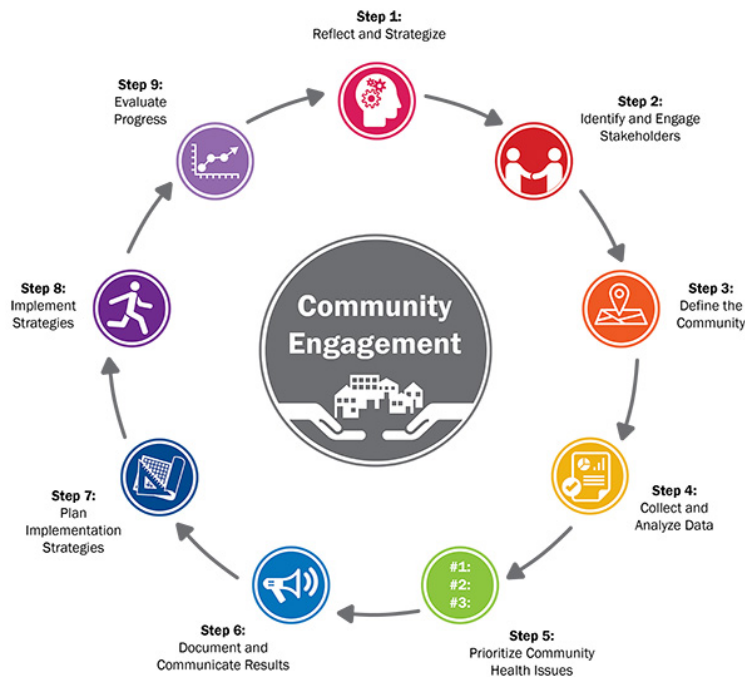 Step 1:
Reflect and Strategize
Step 2:
Identify and Engage
Stakeholders
Step 3:
Define the
Community
Step 4:
Collect and
Analyze Data
Step 5:
Prioritize Community
Health Issues
#1:
#2:
#3:
Step 6:
Document and
Communicate Results
Step 7:
Plan
Implementation
Strategies
Step 8:
Implement
Strategies
Step 9:
Evaluate
Progress
Community
Engagement